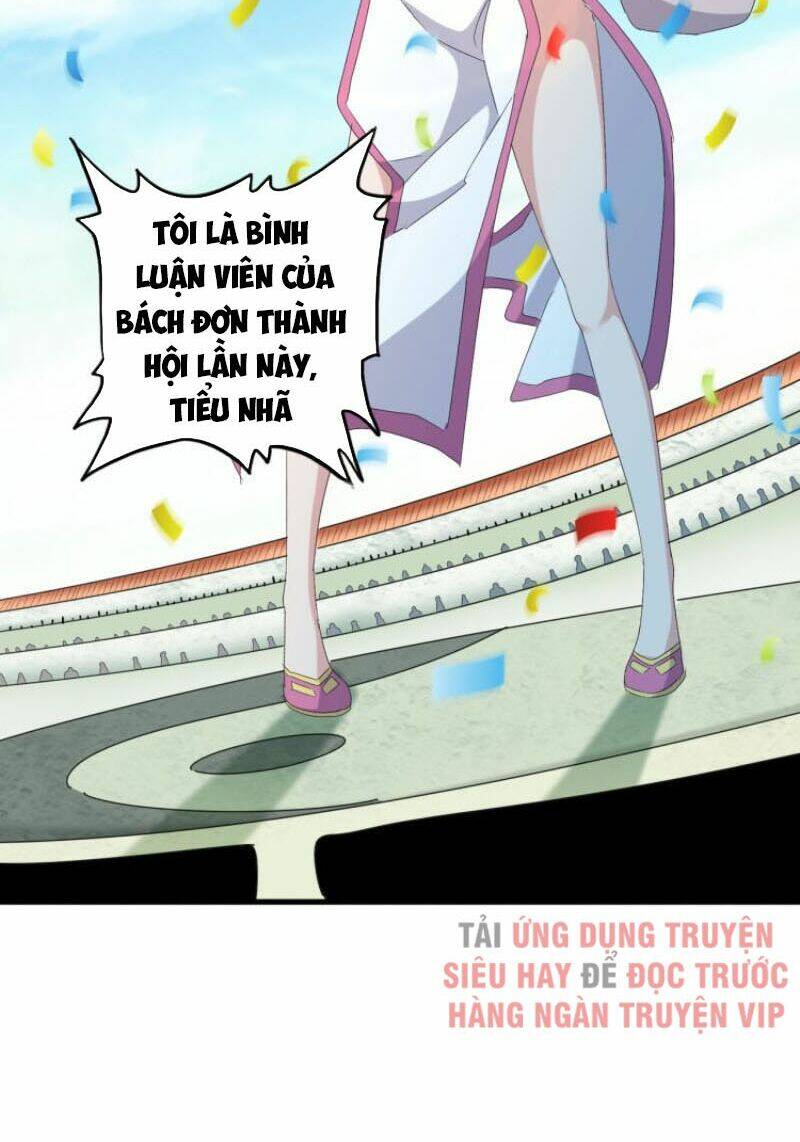 TÔI LÀ BÌNH
LUẬN VIÊN CỦA
BÁCH ĐƠN THÀNH
HỘI LẦN NÀY,
TIỂU NHÃ
TẢI ỨNG DỤNG TRUYỆN
SIÊU HAY ĐỂ ĐỌC TRƯỚC
HÀNG NGÀN TRUYỆN VIP